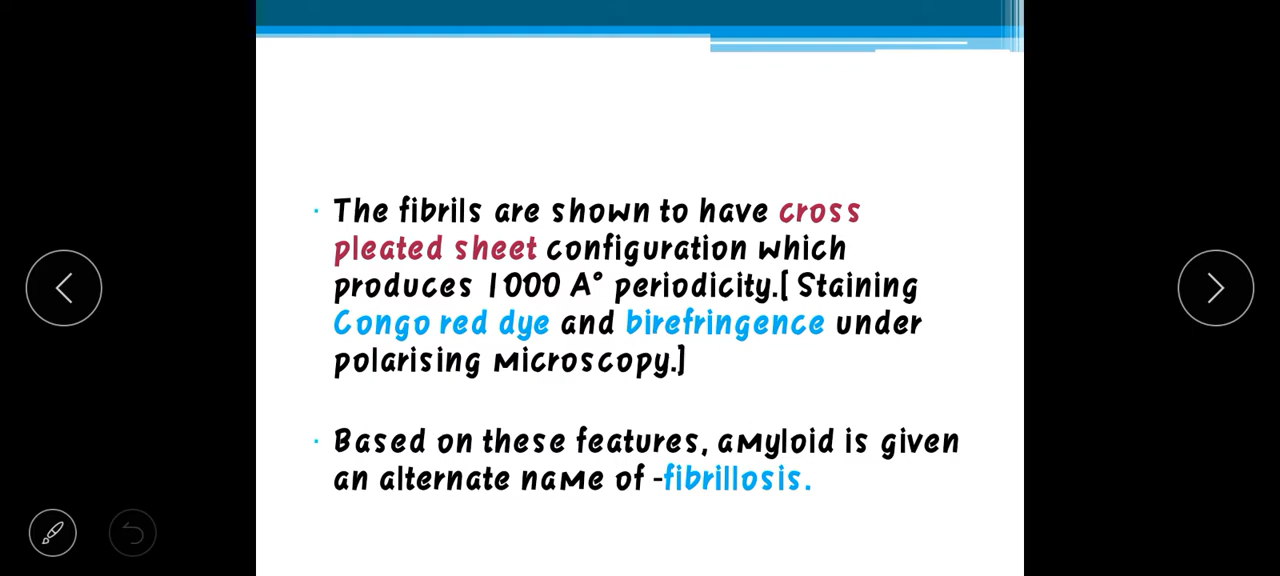 · The fibrils are shown to have cross
pleated sheet configuration which
produces 1000 A° periodicity.[ Staining
Congo red dye and birefringence under
polarising microscopy.]
· Based on these features, amyloid is given
an alternate name of -fibrillosis.